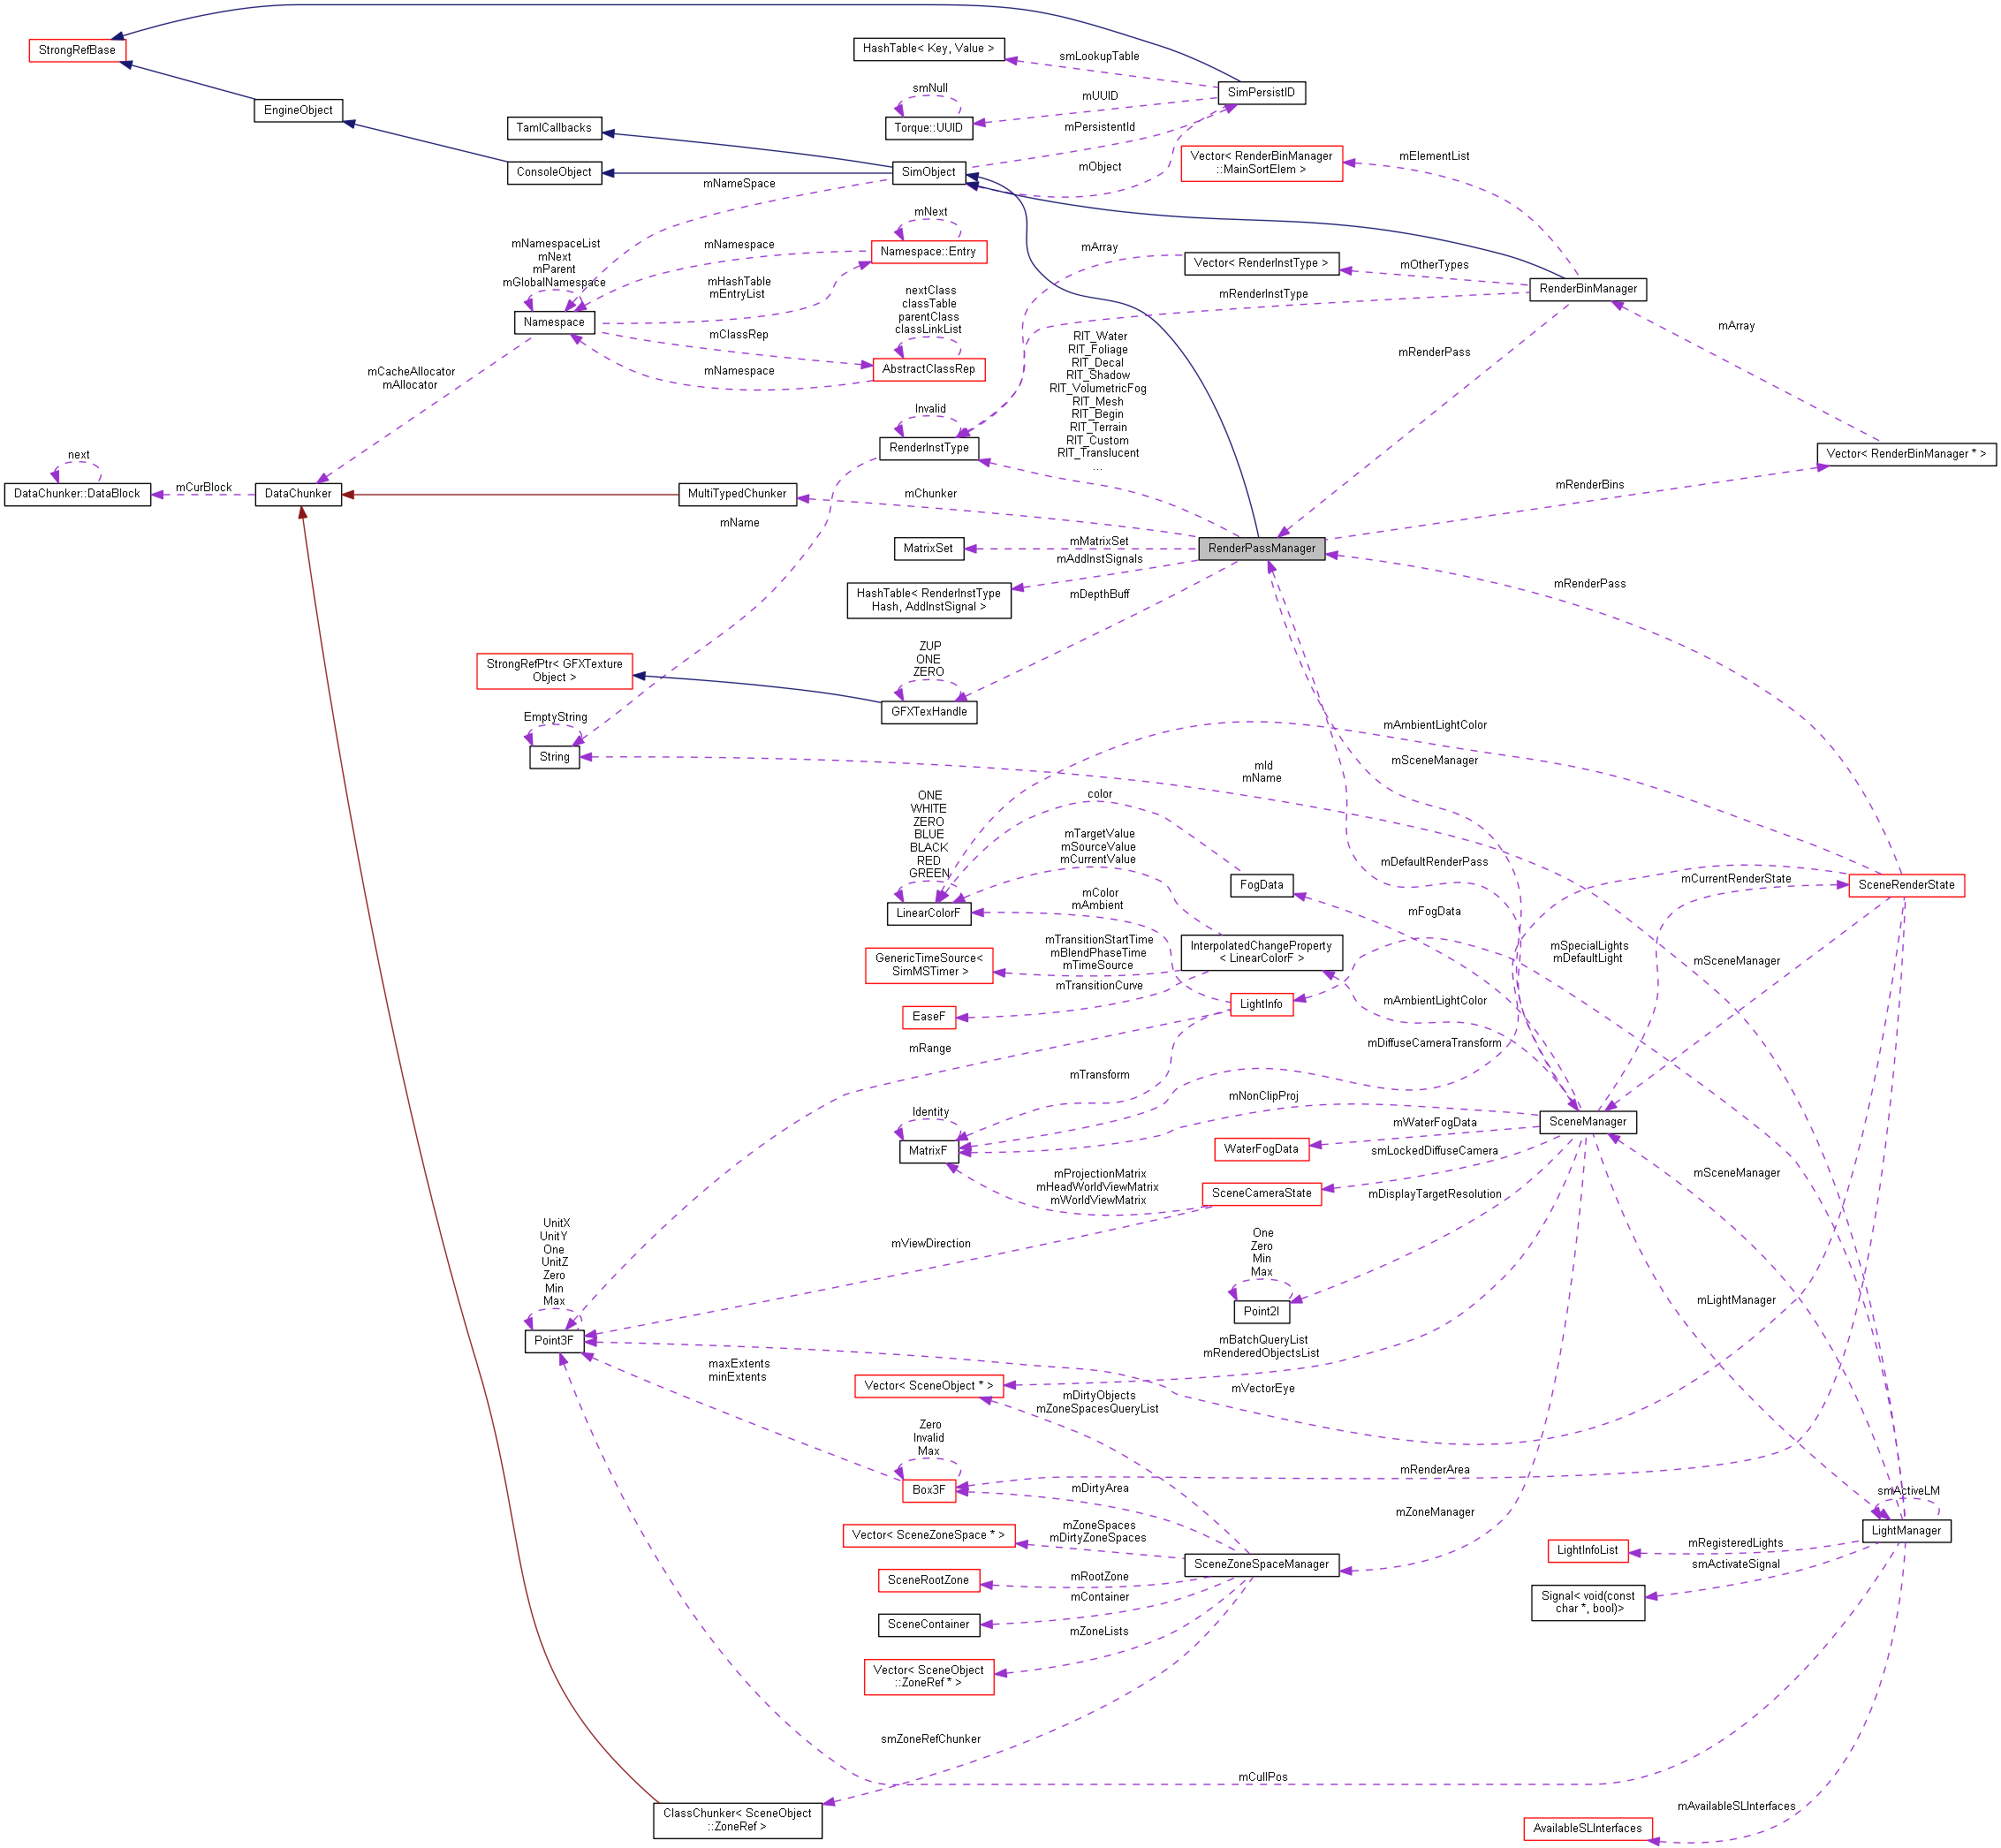 StrongRefBase
HashTable< Key, Value >
smLookupTable
SimPersistID
smNull
mUUID
EngineObject
TamlCallbacks
Torque::UUID
mPersistentId
Vector< RenderBinManager
::MainSortElem >
mElementList
ConsoleObject
SimObject
mObject
mNameSpace
mNext
mNamespaceList
mNext
mParent
mGlobalNamespace
mNamespace
Namespace::Entry
mArray
Vector< RenderInstType >
mOtherTypes
RenderBinManager
mHashTable
mEntryList
mRenderInstType
nextClass
classTable
parentClass
classLinkList
Namespace
mClassRep
mArray
RIT_Water
RIT_Foliage
RIT_Decal
RIT_Shadow
RIT_VolumetricFog
RIT_Mesh
RIT_Begin
RIT_Terrain
RIT_Custom
RIT_Translucent
...
mRenderPass
mCacheAllocator
mAllocator
mNamespace
AbstractClassRep
Invalid
RenderInstType
Vector< RenderBinManager * >
next
DataChunker::DataBlock
mCurBlock
DataChunker
MultiTypedChunker
mChunker
mRenderBins
mName
MatrixSet
mMatrixSet
RenderPassManager
mAddInstSignals
HashTable< RenderInstType
Hash, AddInstSignal >
mDepthBuff
mRenderPass
ZUP
ONE
ZERO
StrongRefPtr< GFXTexture
Object >
GFXTexHandle
EmptyString
String
mAmbientLightColor
mSceneManager
mId
mName
ONE
WHITE
ZERO
BLUE
BLACK
RED
GREEN
color
mTargetValue
mSourceValue
mCurrentValue
mDefaultRenderPass
mCurrentRenderState
SceneRenderState
FogData
mColor
mAmbient
LinearColorF
mFogData
mTransitionStartTime
mBlendPhaseTime
mTimeSource
InterpolatedChangeProperty
< LinearColorF >
mSpecialLights
mDefaultLight
mSceneManager
GenericTimeSource<
SimMSTimer >
mTransitionCurve
EaseF
LightInfo
mAmbientLightColor
mRange
mDiffuseCameraTransform
mTransform
mNonClipProj
Identity
MatrixF
SceneManager
mWaterFogData
WaterFogData
smLockedDiffuseCamera
mProjectionMatrix
mHeadWorldViewMatrix
mWorldViewMatrix
SceneCameraState
mDisplayTargetResolution
mSceneManager
UnitX
UnitY
One
UnitZ
Zero
Min
Max
mViewDirection
One
Zero
Min
Max
Point2I
mLightManager
Point3F
mBatchQueryList
mRenderedObjectsList
maxExtents
minExtents
Vector< SceneObject * >
mDirtyObjects
mZoneSpacesQueryList
mVectorEye
Zero
Invalid
Max
mRenderArea
Box3F
mDirtyArea
smActiveLM
mZoneManager
Vector< SceneZoneSpace * >
mZoneSpaces
mDirtyZoneSpaces
LightManager
LightInfoList
mRegisteredLights
smActivateSignal
SceneZoneSpaceManager
SceneRootZone
mRootZone
mContainer
Signal< void(const
char *, bool)>
SceneContainer
mZoneLists
Vector< SceneObject
::ZoneRef * >
smZoneRefChunker
mCullPos
ClassChunker< SceneObject
::ZoneRef >
mAvailableSLInterfaces
AvailableSLInterfaces